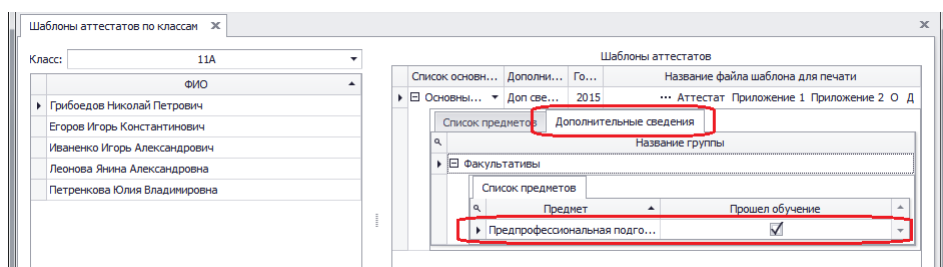 Шаблоны аттестатов по классам
Класс: 11А
ФИО
Грибоедов Николай Петрович
Егоров Игорь Константинович
Иваненко Игорь Александрович
Леонова Янина Александровна
Петренкова Юлия Владимировна
Шаблоны аттестатов
Список основн... Дополни... Го... Название файла шаблона для печати
Основны... Доп све... 2015 ... Аттестат Приложение 1 Приложение 2 О Д
Список предметов Дополнительные сведения
Название группы
Факультативы
Список предметов
Предмет Прошел обучение
Предпрофессиональная подго...